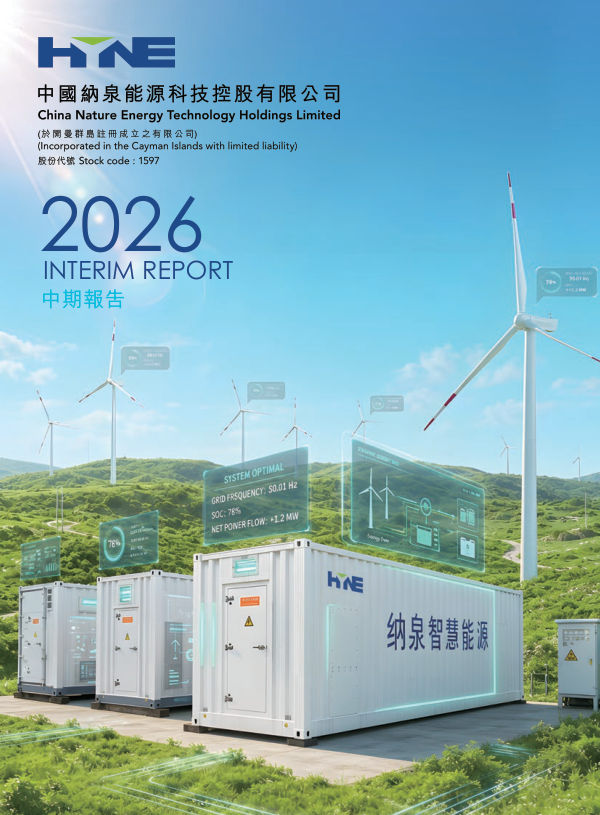 HYNE
中國納泉能源科技控股有限公司
China Nature Energy Technology Holdings Limited
(於開曼群島註冊成立之有限公司)
(Incorporated in the Cayman Islands with limited liability)
股份代號 Stock code : 1597
2026
INTERIM REPORT
中期報告
78%
SYSTEM OPTIMAL
GRID FRSQUENCY: 50.01 Hz
SOC: 78%
NET POINER FLOW: +1.2 MW
78%
HYNE
纳泉智慧能源